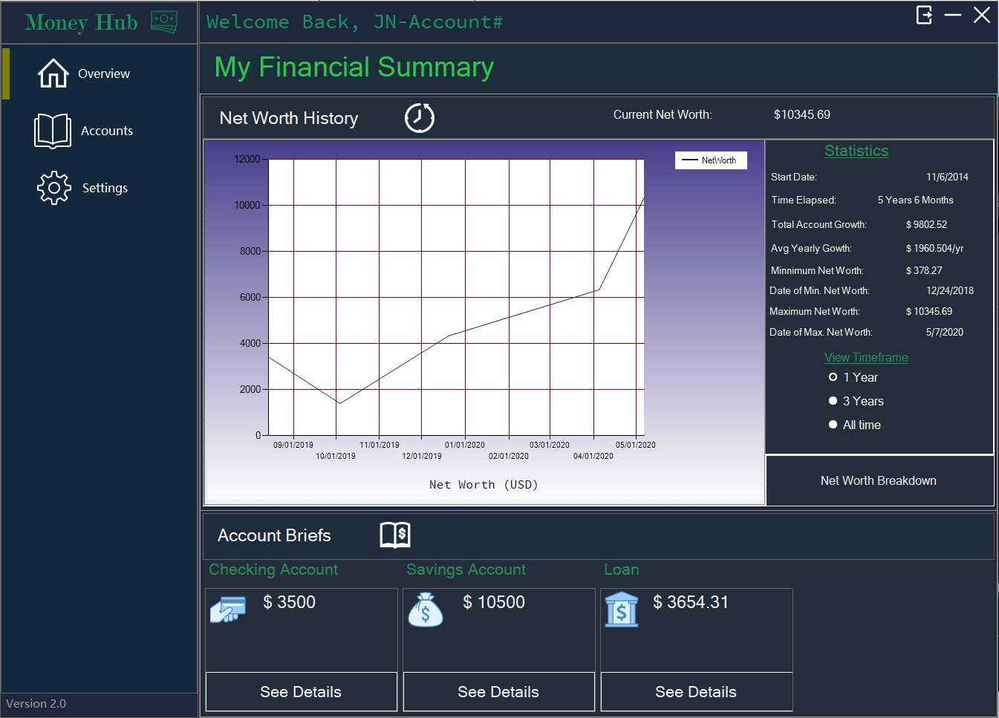 Money Hub
Welcome Back, JN-Account#
Overview
Accounts
Settings
Version 2.0
My Financial Summary
Net Worth History
Current Net Worth: $10345.69
12000
10000
8000
6000
4000
2000
0
09/01/2019
10/01/2019
11/01/2019
12/01/2019
01/01/2020
02/01/2020
03/01/2020
04/01/2020
05/01/2020
Net Worth (USD)
NetWorth
Statistics
Start Date: 11/6/2014
Time Elapsed: 5 Years 6 Months
Total Account Growth: $ 9802.52
Avg Yearly Gowth: $ 1960.504/yr
Minnimum Net Worth: $ 378.27
Date of Min. Net Worth: 12/24/2018
Maximum Net Worth: $ 10345.69
Date of Max. Net Worth: 5/7/2020
View Timeframe
1 Year
3 Years
All time
Net Worth Breakdown
Account Briefs
Checking Account
$ 3500
See Details
Savings Account
$ 10500
See Details
Loan
$ 3654.31
See Details